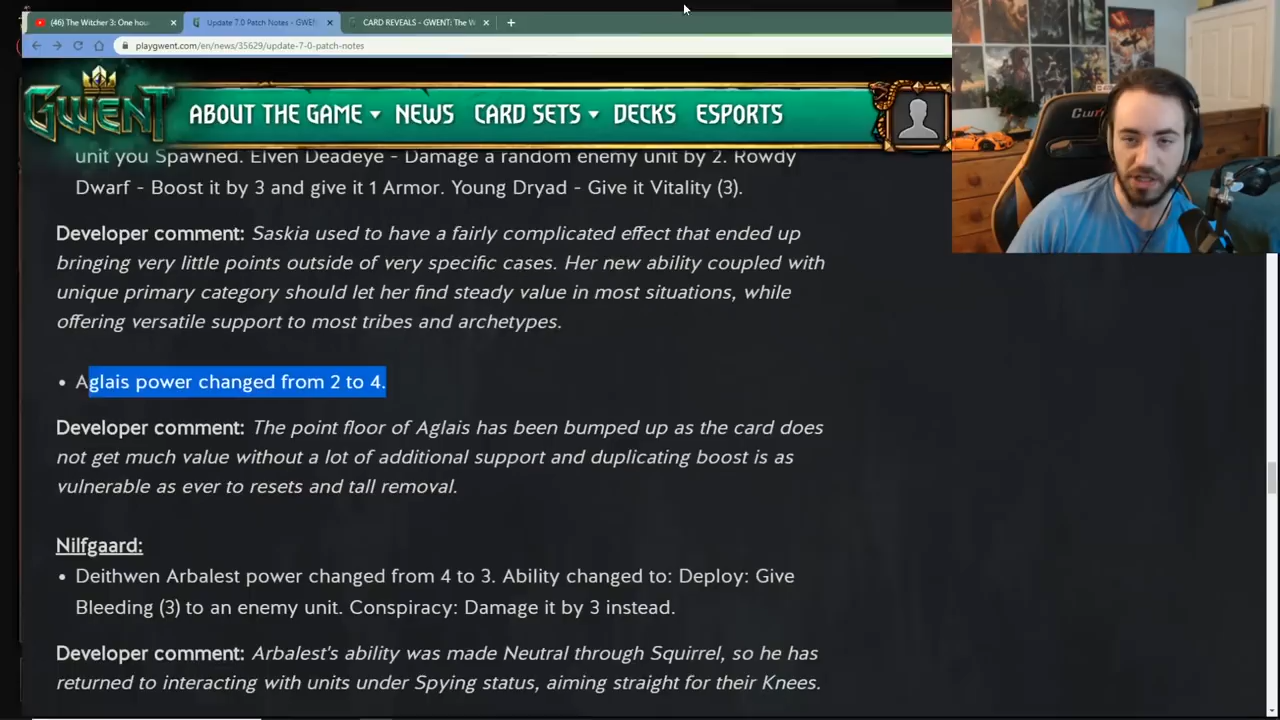 (46) The Witcher 3: One hou
Update 7.0 Patch Notes - GWEN
CARD REVEALS - GWENT: The W
playgwent.com/en/news/35629/update-7-0-patch-notes
GWENT
ABOUT THE GAME NEWS CARD SETS DECKS ESPORTS
unit you Spawned. Elven Deadeye - Damage a random enemy unit by 2. Rowdy
Dwarf - Boost it by 3 and give it 1 Armor. Young Dryad - Give it Vitality (3).
Developer comment: Saskia used to have a fairly complicated effect that ended up
bringing very little points outside of very specific cases. Her new ability coupled with
unique primary category should let her find steady value in most situations, while
offering versatile support to most tribes and archetypes.
• Aglais power changed from 2 to 4.
Developer comment: The point floor of Aglais has been bumped up as the card does
not get much value without a lot of additional support and duplicating boost is as
vulnerable as ever to resets and tall removal.
Nilfgaard:
• Deithwen Arbalest power changed from 4 to 3. Ability changed to: Deploy: Give
Bleeding (3) to an enemy unit. Conspiracy: Damage it by 3 instead.
Developer comment: Arbalest's ability was made Neutral through Squirrel, so he has
returned to interacting with units under Spying status, aiming straight for their Knees.